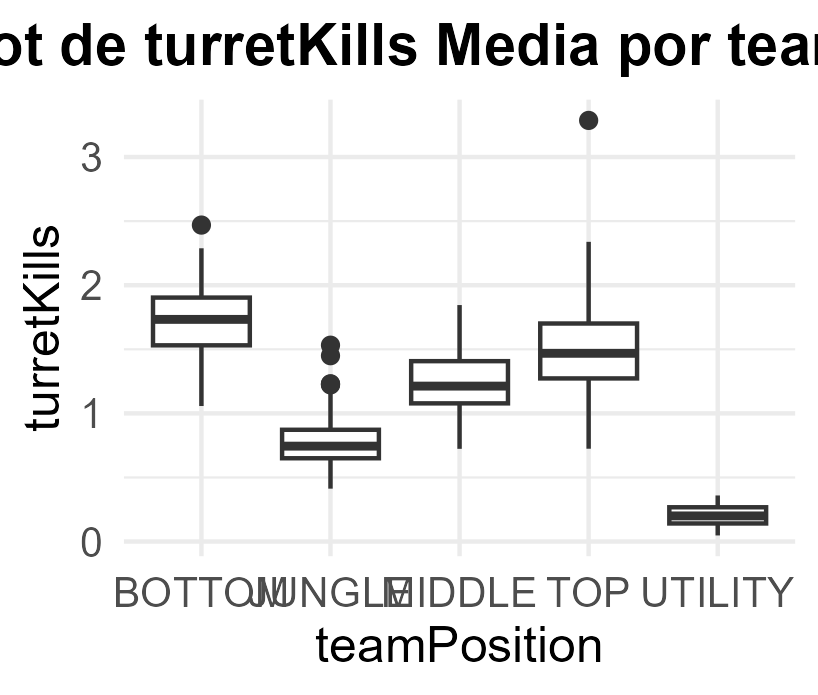 ot de turretKills Media por tea
3
2
1
0
turretKills
BOTTOM JUNGLE MIDDLE TOP UTILITY
teamPosition